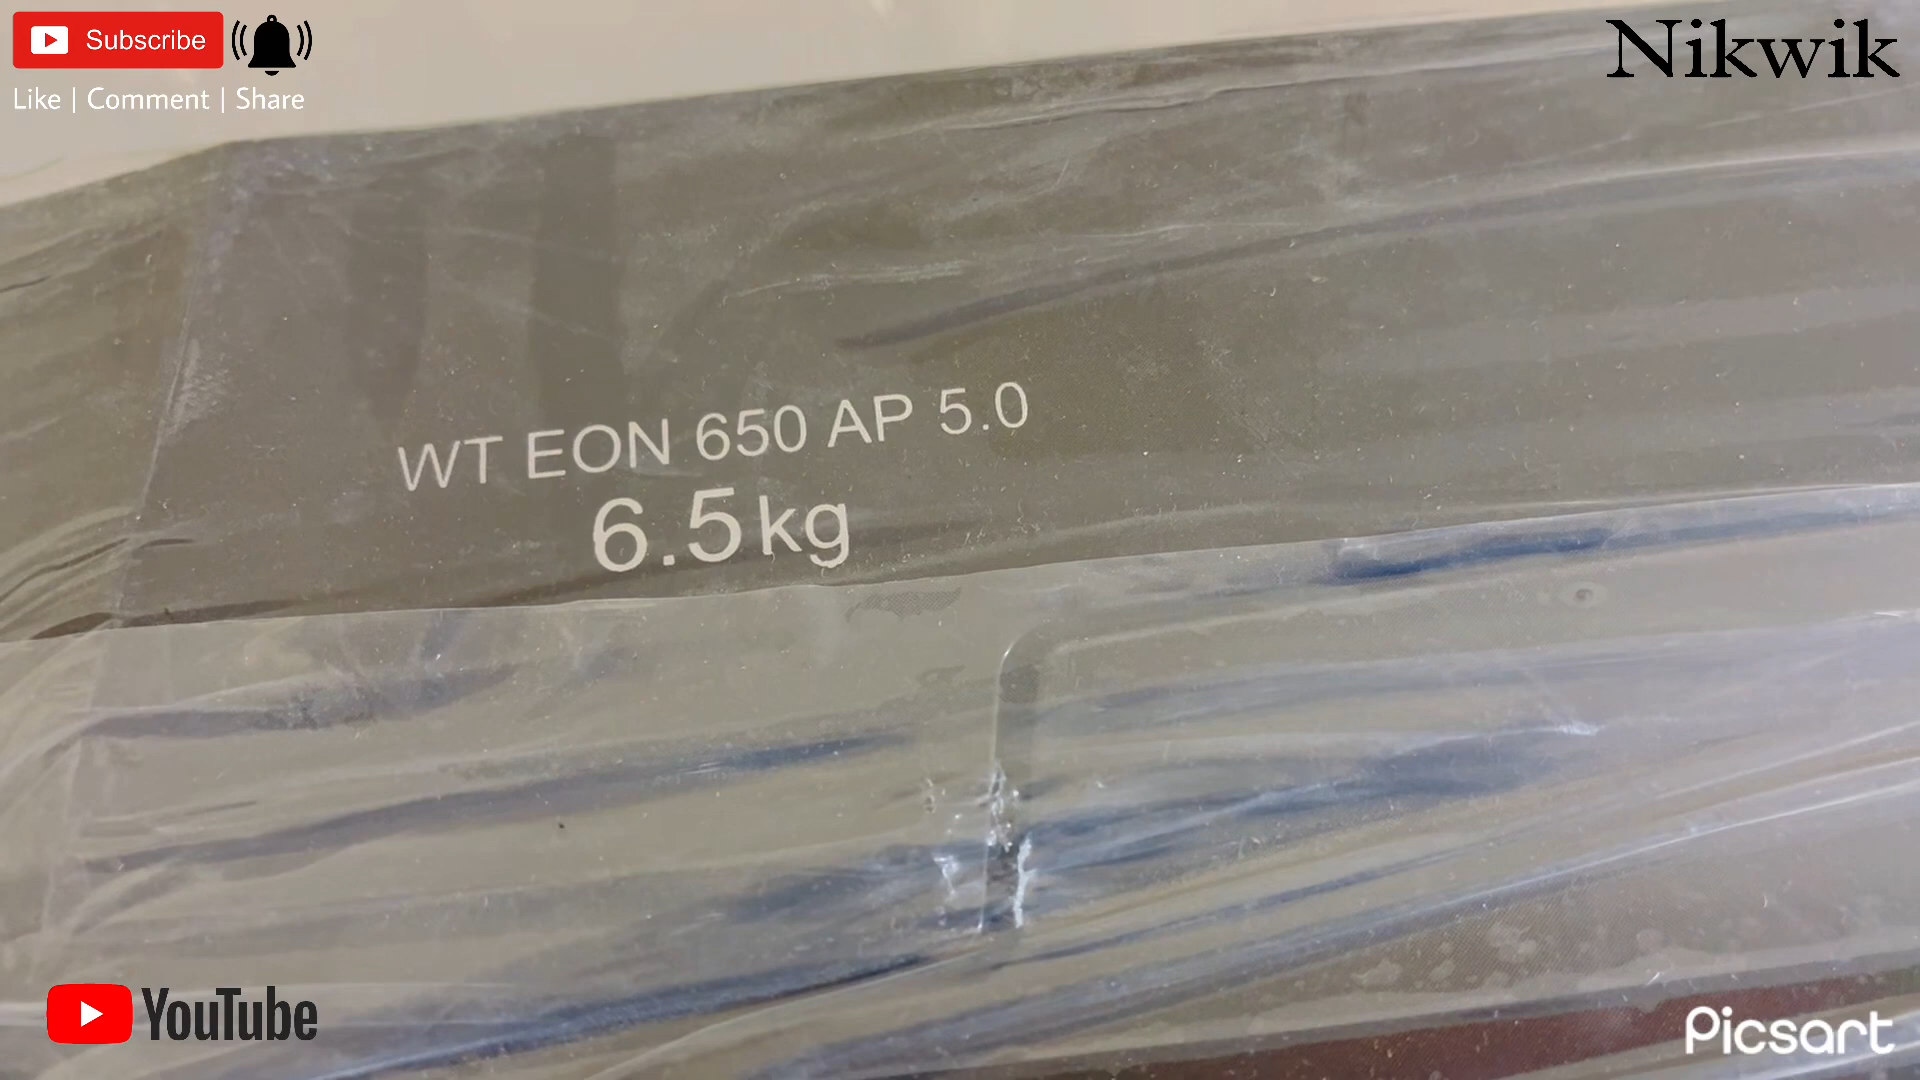 Subscribe
Like | Comment | Share
Nikwik
WT EON 650 AP 5.0
6.5kg
YouTube
Picsart